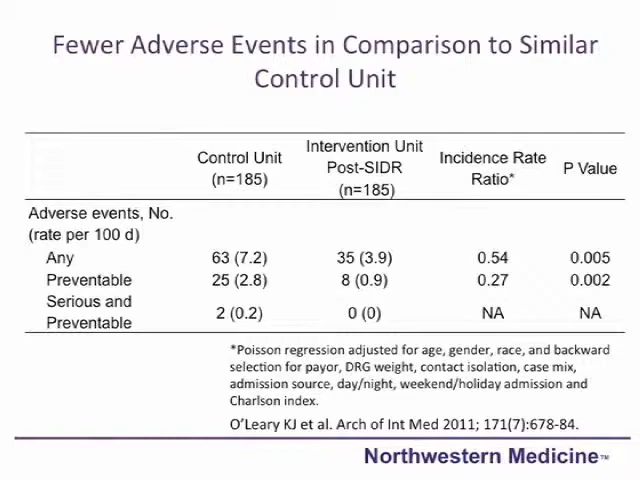 Fewer Adverse Events in Comparison to Similar
Control Unit
Control Unit
(n=185)
Intervention Unit
Post-SIDR
(n=185)
Incidence Rate
Ratio*
P Value
Adverse events, No.
(rate per 100 d)
Any 63 (7.2) 35 (3.9) 0.54 0.005
Preventable 25 (2.8) 8 (0.9) 0.27 0.002
Serious and
Preventable 2 (0.2) 0 (0) NA NA
*Poisson regression adjusted for age, gender, race, and backward
selection for payor, DRG weight, contact isolation, case mix,
admission source, day/night, weekend/holiday admission and
Charlson index.
O'Leary KJ et al. Arch of Int Med 2011; 171(7):678-84.
Northwestern Medicine™